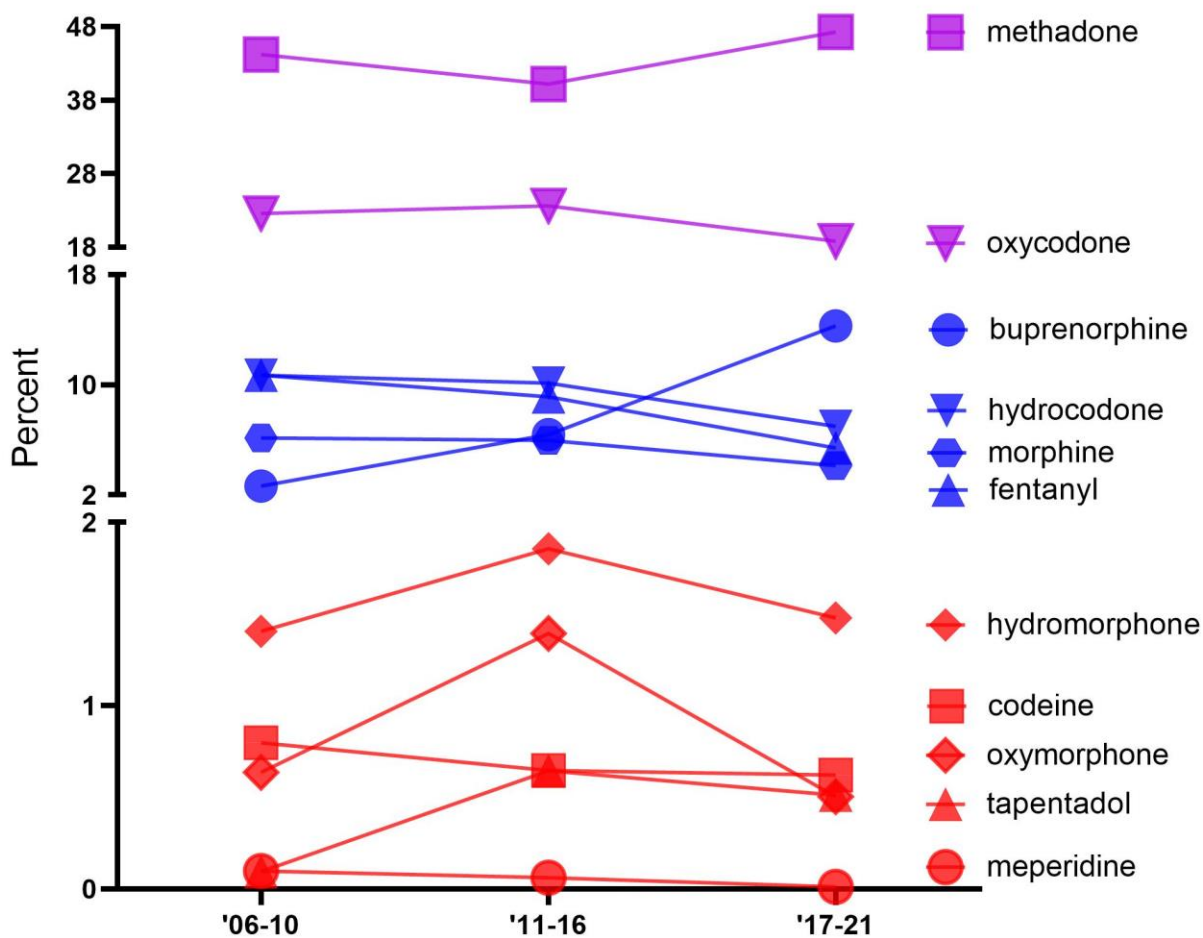 48
38
28
18
18
10
2
2
1
0
Percent
'06-10
'11-16
'17-21
methadone
oxycodone
buprenorphine
hydrocodone
morphine
fentanyl
hydromorphone
codeine
oxymorphone
tapentadol
meperidine